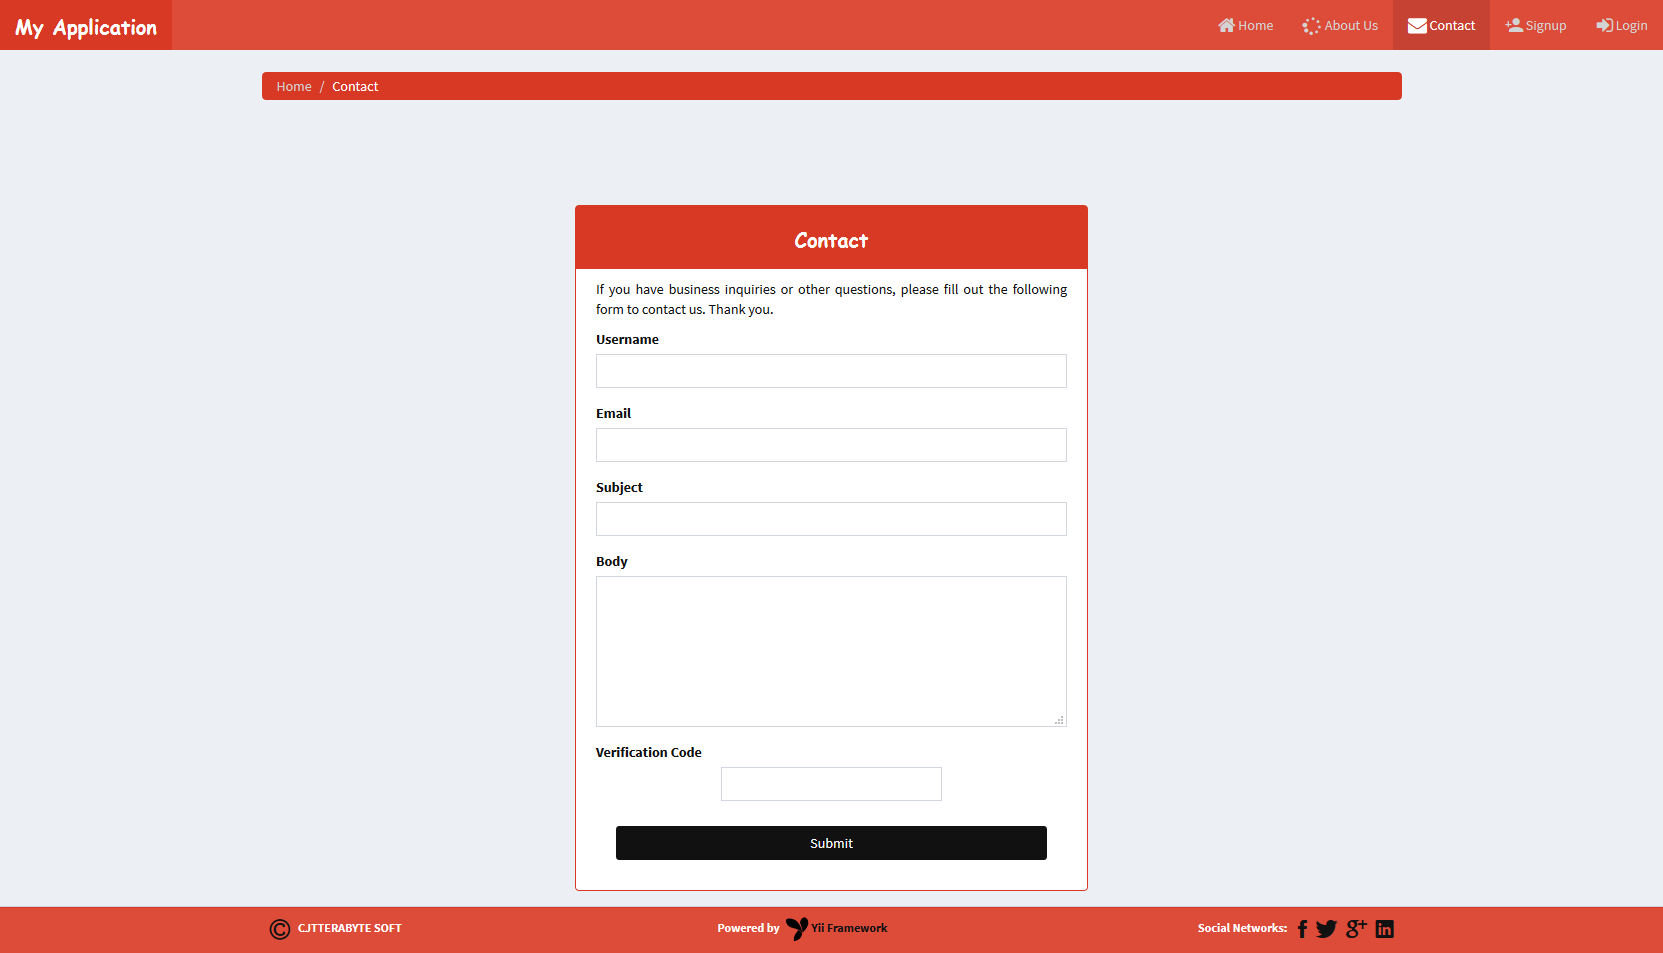 My Application
Home
About Us
Contact
Signup
Login
Home / Contact
Contact
If you have business inquiries or other questions, please fill out the following
form to contact us. Thank you.
Username
Email
Subject
Body
Verification Code
Submit
© CJTTERABYTE SOFT
Powered by Yii Framework
Social Networks: